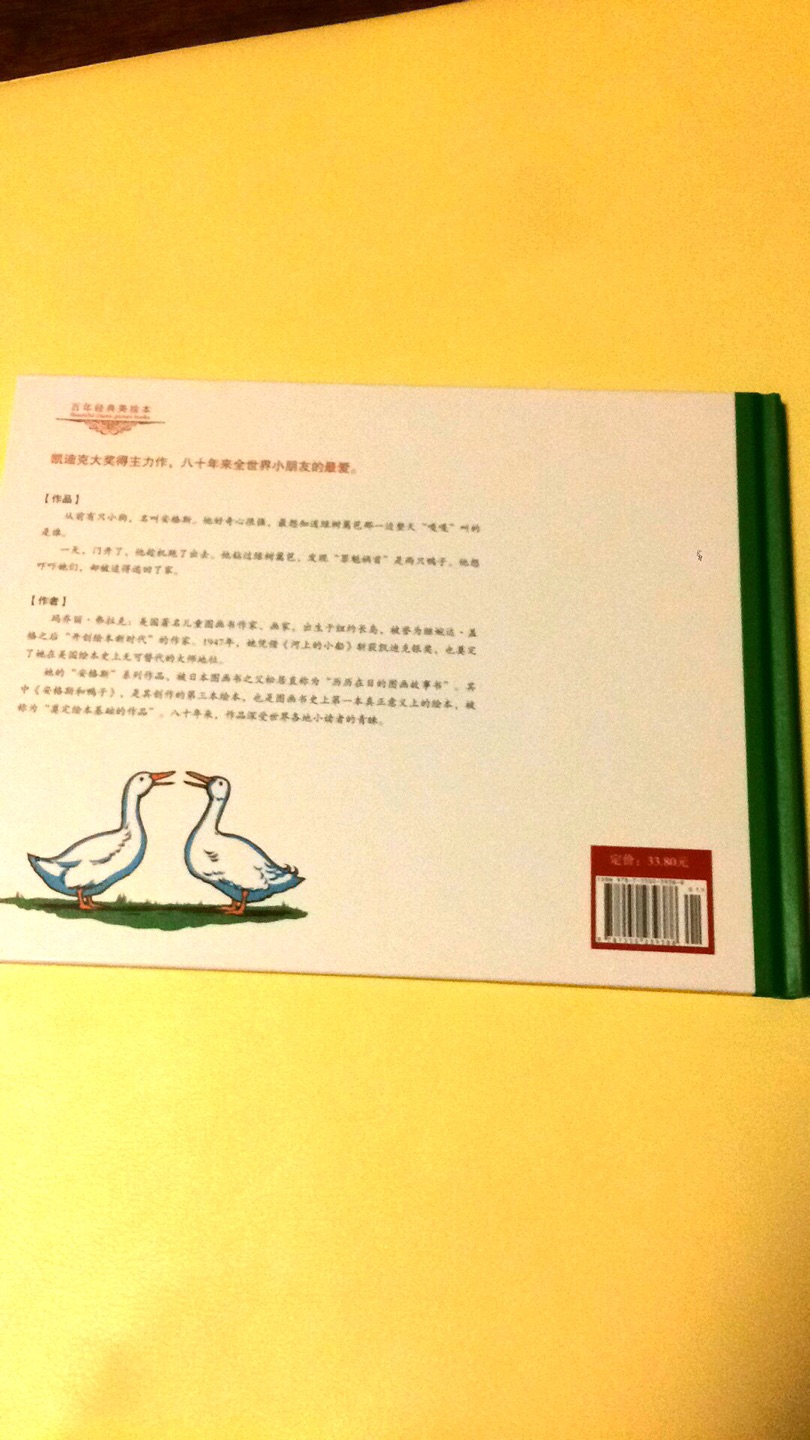 百年经典美绘本
Beautiful classic picture books
凯迪克大奖得主力作，八十年来全世界小朋友的最爱。
【作品】
从前有只小狗，名叫安格斯。他好奇心很强，最想知道绿树篱笆那一边整天“嘎嘎”叫的
是谁。
一天，门开了，他趁机跑了出去。他钻过绿树篱笆，发现“罪魁祸首”是两只鸭子。他想
吓吓她们，却被追得逃回了家。
【作者】
玛乔丽·弗拉克：美国著名儿童图画书作家、画家，出生于纽约长岛，被誉为继婉达·盖
格之后“开创绘本新时代”的作家。1947年，她凭借《河上的小船》斩获凯迪克银奖，也奠定
了她在美国绘本史上无可替代的大师地位。
她的“安格斯”系列作品，被日本图画书之父松居直称为“历历在目的图画故事书”。其
中《安格斯和鸭子》，是其创作的第三本绘本，也是图画书史上第一本真正意义上的绘本，被
称为“奠定绘本基础的作品”。八十年来，作品深受世界各地小读者的青睐。
定价：33.80元